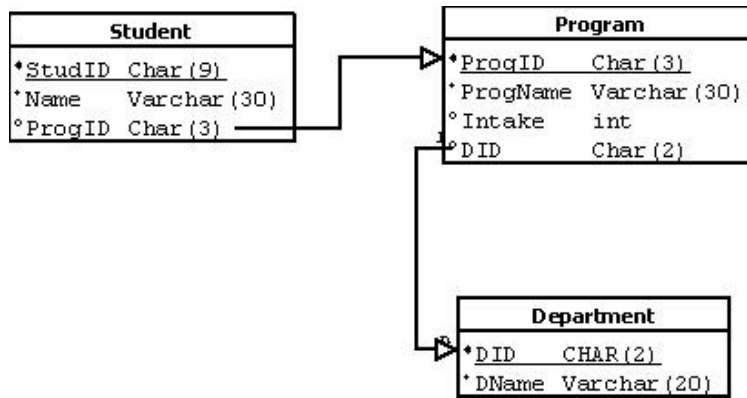 Student
*StudID Char(9)
*Name Varchar(30)
°ProgID Char(3)
Program
*ProgID Char(3)
*ProgName Varchar(30)
°Intake int
°DID Char(2)
Department
*DID CHAR(2)
*DName Varchar(20)